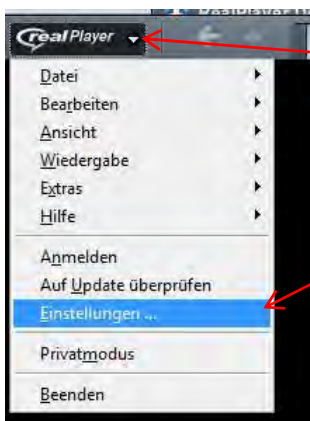 realPlayer
Datei
Bearbeiten
Ansicht
Wiedergabe
Extras
Hilfe
Anmelden
Auf Update überprüfen
Einstellungen ...
Privatmodus
Beenden